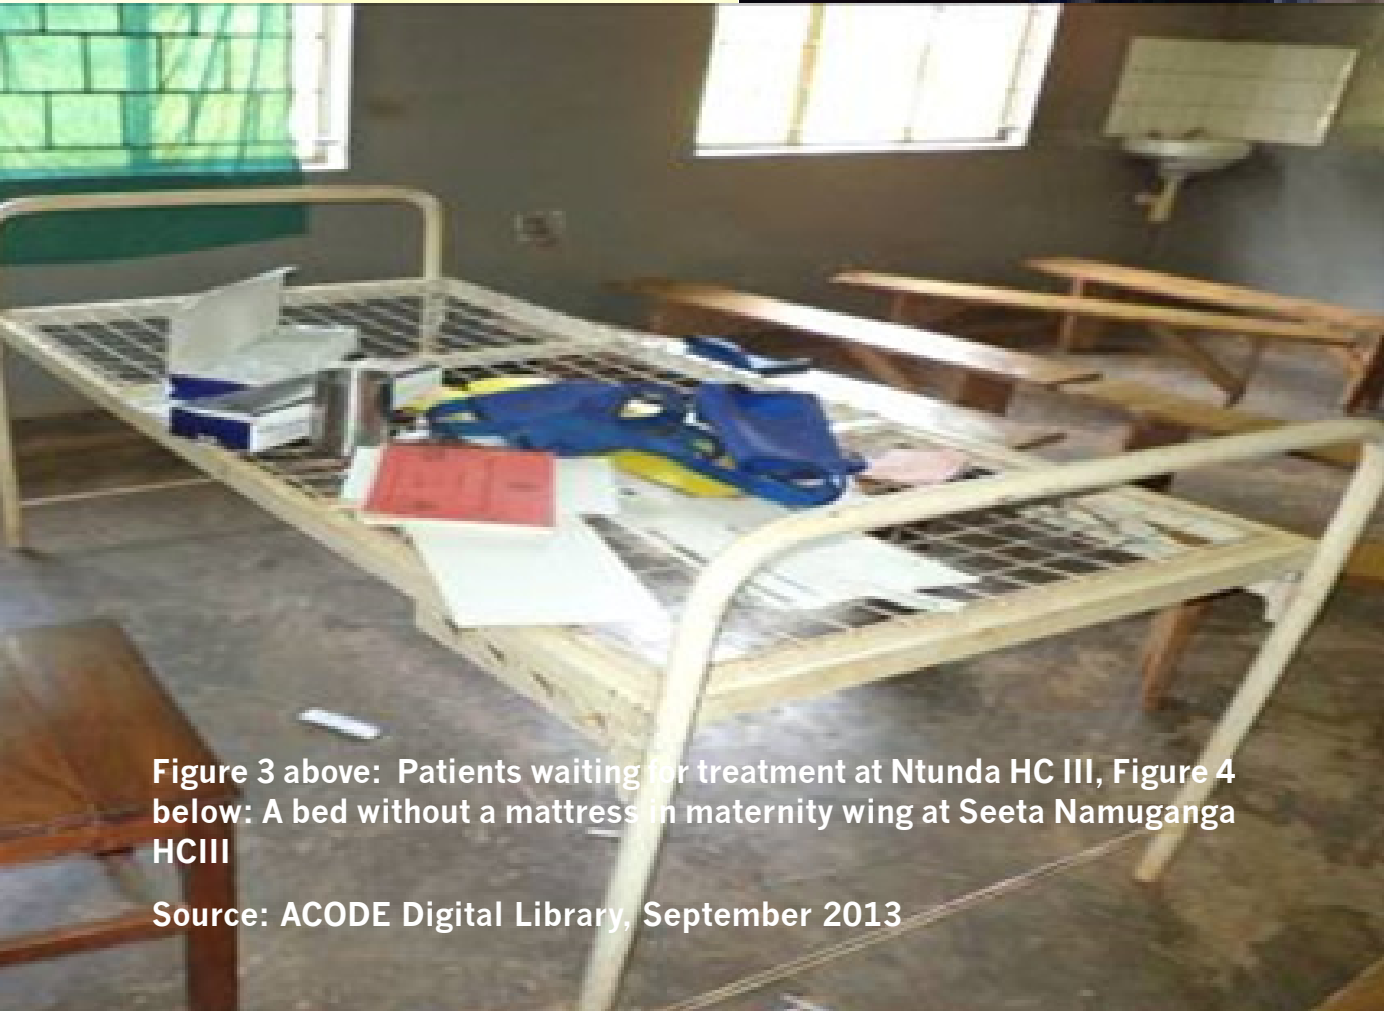 Figure 3 above:  Patients waiting for treatment at Ntunda HC III, Figure 4
below: A bed without a mattress in maternity wing at Seeta Namuganga
HCIII
Source: ACODE Digital Library, September 2013